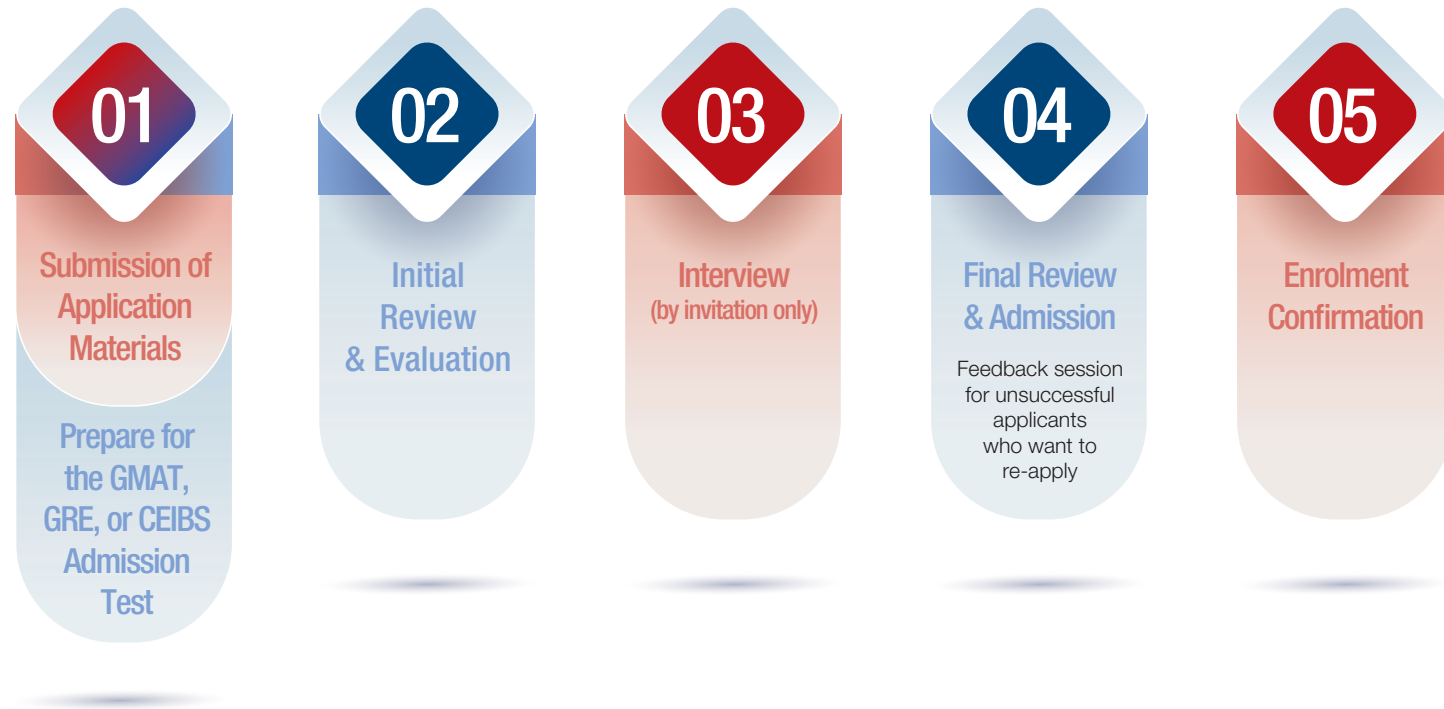 01
Submission of
Application
Materials
Prepare for
the GMAT,
GRE, or CEIBS
Admission
Test
02
Initial
Review
& Evaluation
03
Interview
(by invitation only)
04
Final Review
& Admission
Feedback session
for unsuccessful
applicants
who want to
re-apply
05
Enrolment
Confirmation